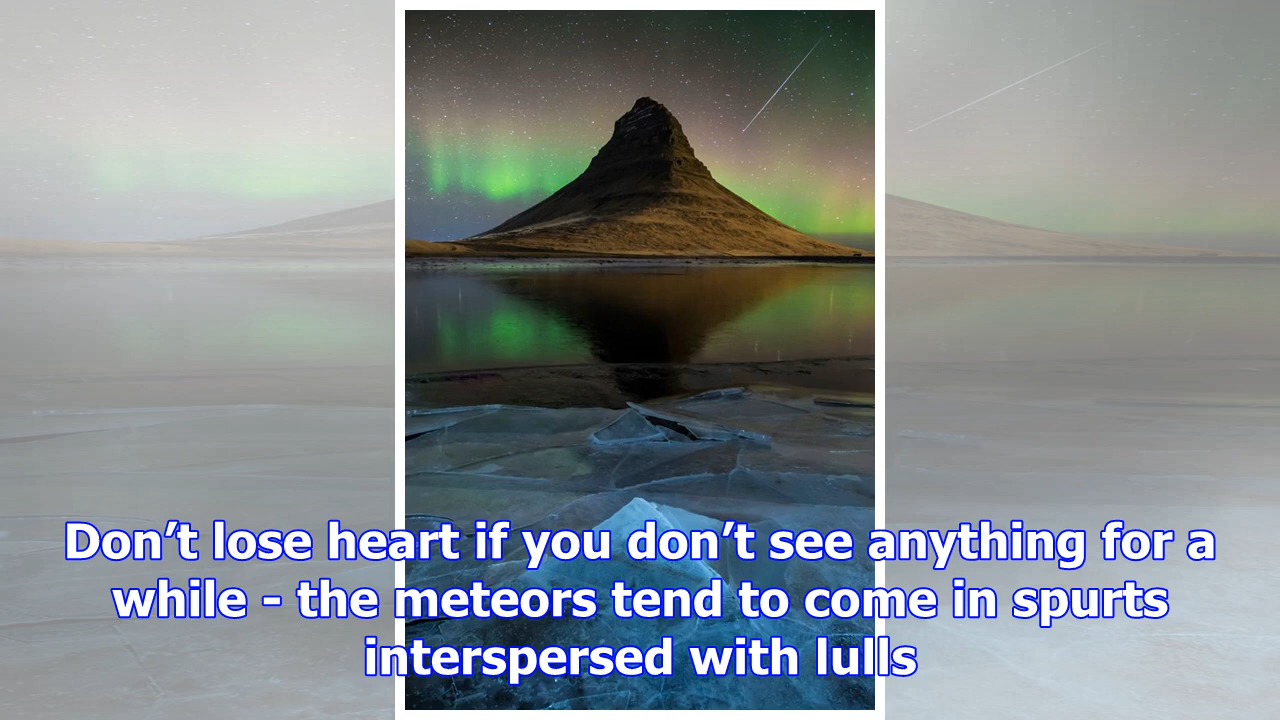 Don’t lose heart if you don’t see anything for a
while - the meteors tend to come in spurts
interspersed with lulls